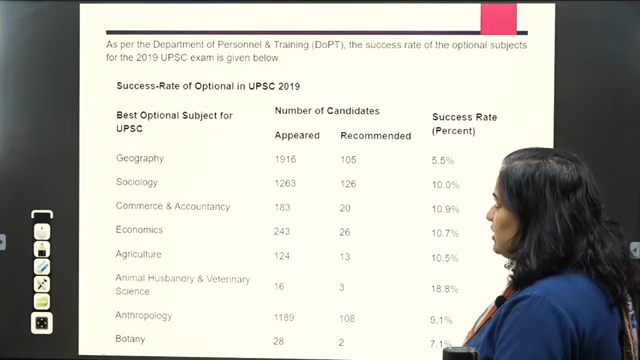 As per the Department of Personnel & Training (DoPT), the success rate of the optional subjects
for the 2019 UPSC exam is given below.
Success-Rate of Optional in UPSC 2019
Best Optional Subject for UPSC Number of Candidates Success Rate (Percent)
Appeared Recommended
Geography 1916 105 5.5%
Sociology 1263 126 10.0%
Commerce & Accountancy 183 20 10.9%
Economics 243 26 10.7%
Agriculture 124 13 10.5%
Animal Husbandry & Veterinary Science 16 3 18.8%
Anthropology 1189 108 9.1%
Botany 28 2 7.1%